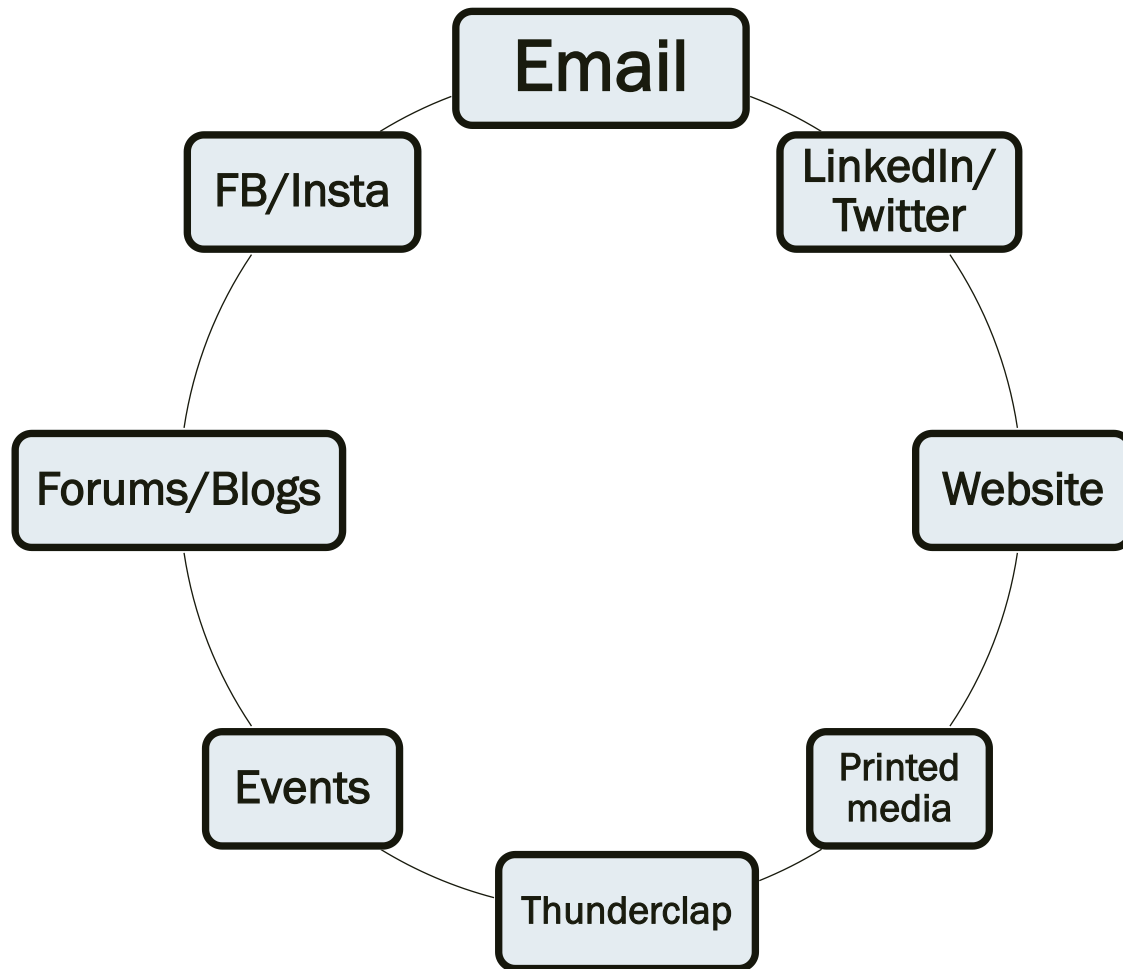 Email
LinkedIn/
Twitter
Website
Printed
media
Thunderclap
Events
Forums/Blogs
FB/Insta